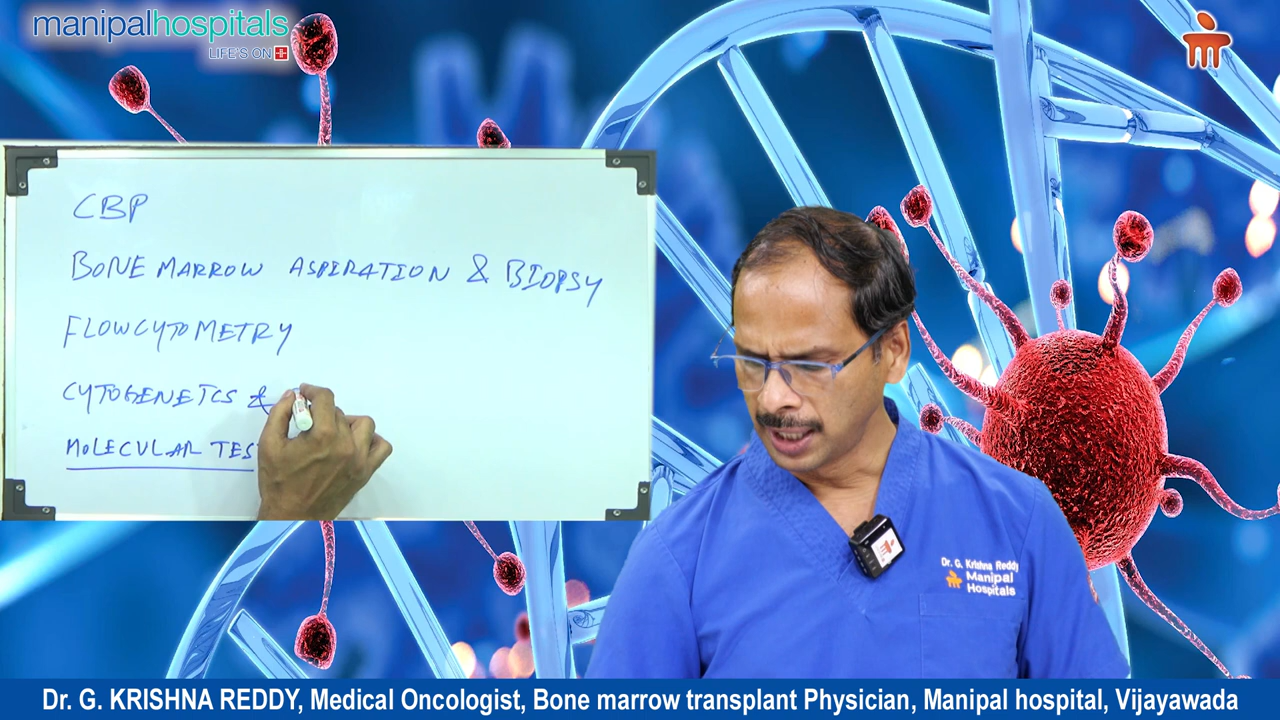 manipalhospitals
LIFE'S ON
CBP
BONE MARROW ASPIRATION & BIOPSY
FLOWCYTOMETRY
CYTOGENETCS &
MOLECULAR TES
Dr. G. Krishna Reddy
Manipal
Hospitals
Dr. G. KRISHNA REDDY, Medical Oncologist, Bone marrow transplant Physician, Manipal hospital, Vijayawada